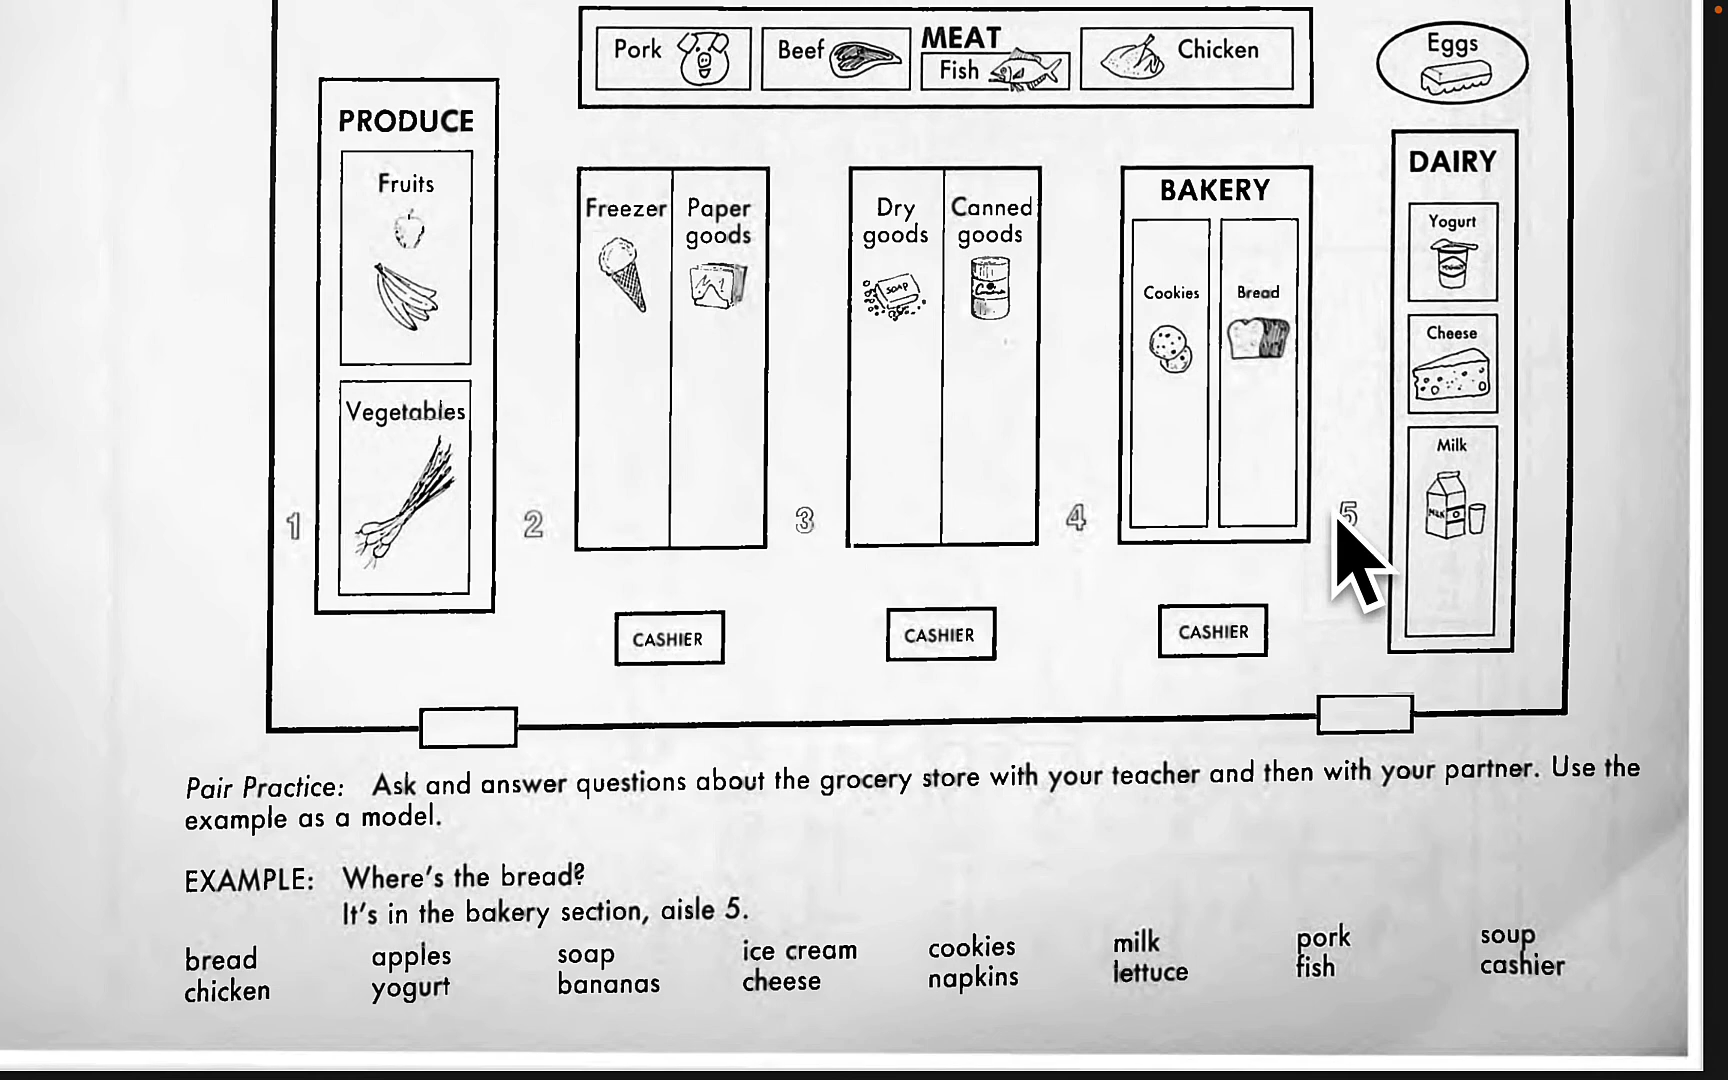 MEAT
Pork
Beef
Fish
Chicken
Eggs
PRODUCE
Fruits
Vegetables
Freezer
Paper
goods
Dry
goods
SOAP
Canned
goods
BAKERY
Cookies
Bread
DAIRY
Yogurt
Cheese
Milk
MILK
1
2
3
4
5
CASHIER
CASHIER
CASHIER
Pair Practice: Ask and answer questions about the grocery store with your teacher and then with your partner. Use the
example as a model.
EXAMPLE: Where's the bread?
It's in the bakery section, aisle 5.
bread apples soap ice cream cookies milk pork soup
chicken yogurt bananas cheese napkins lettuce fish cashier